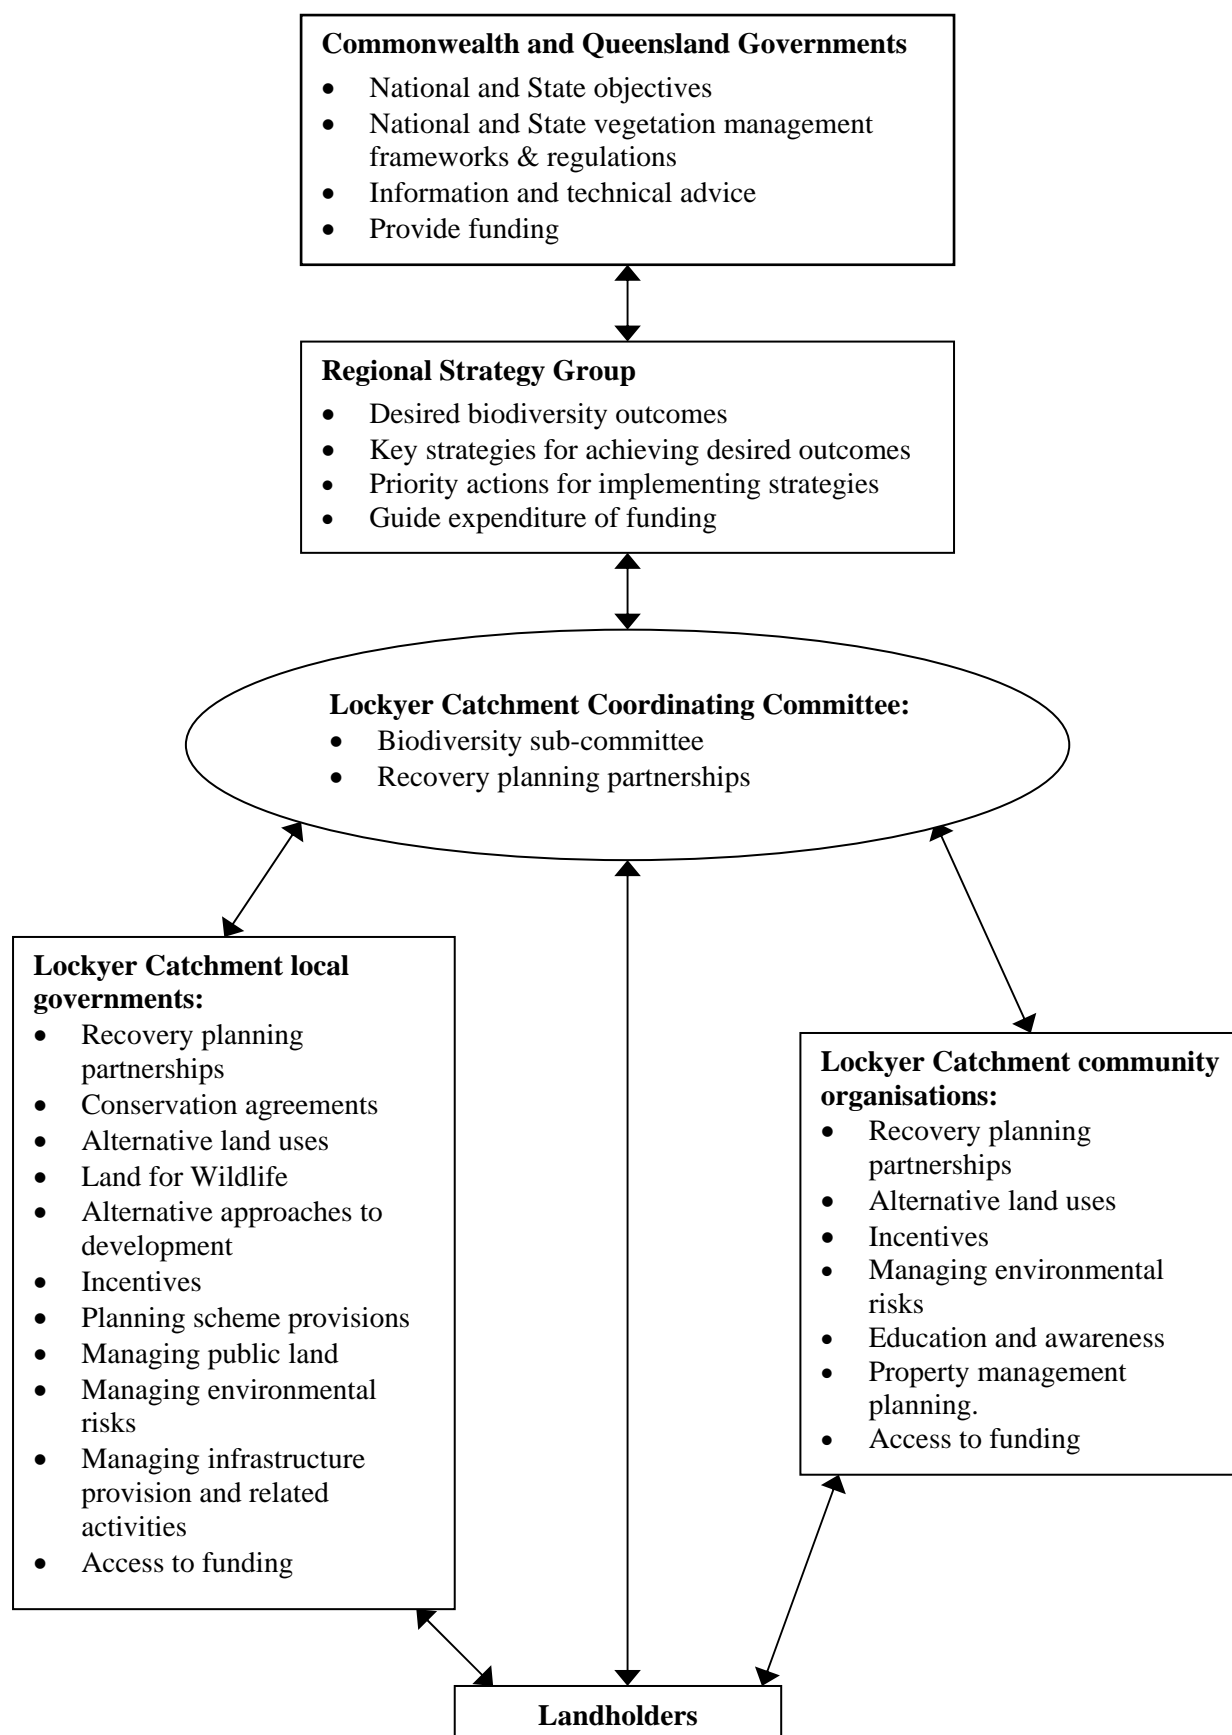 Commonwealth and Queensland Governments
• National and State objectives
• National and State vegetation management
frameworks & regulations
• Information and technical advice
• Provide funding
Regional Strategy Group
• Desired biodiversity outcomes
• Key strategies for achieving desired outcomes
• Priority actions for implementing strategies
• Guide expenditure of funding
Lockyer Catchment Coordinating Committee:
• Biodiversity sub-committee
• Recovery planning partnerships
Lockyer Catchment local
governments:
• Recovery planning
partnerships
• Conservation agreements
• Alternative land uses
• Land for Wildlife
• Alternative approaches to
development
• Incentives
• Planning scheme provisions
• Managing public land
• Managing environmental
risks
• Managing infrastructure
provision and related
activities
• Access to funding
Lockyer Catchment community
organisations:
• Recovery planning
partnerships
• Alternative land uses
• Incentives
• Managing environmental
risks
• Education and awareness
• Property management
planning.
• Access to funding
Landholders